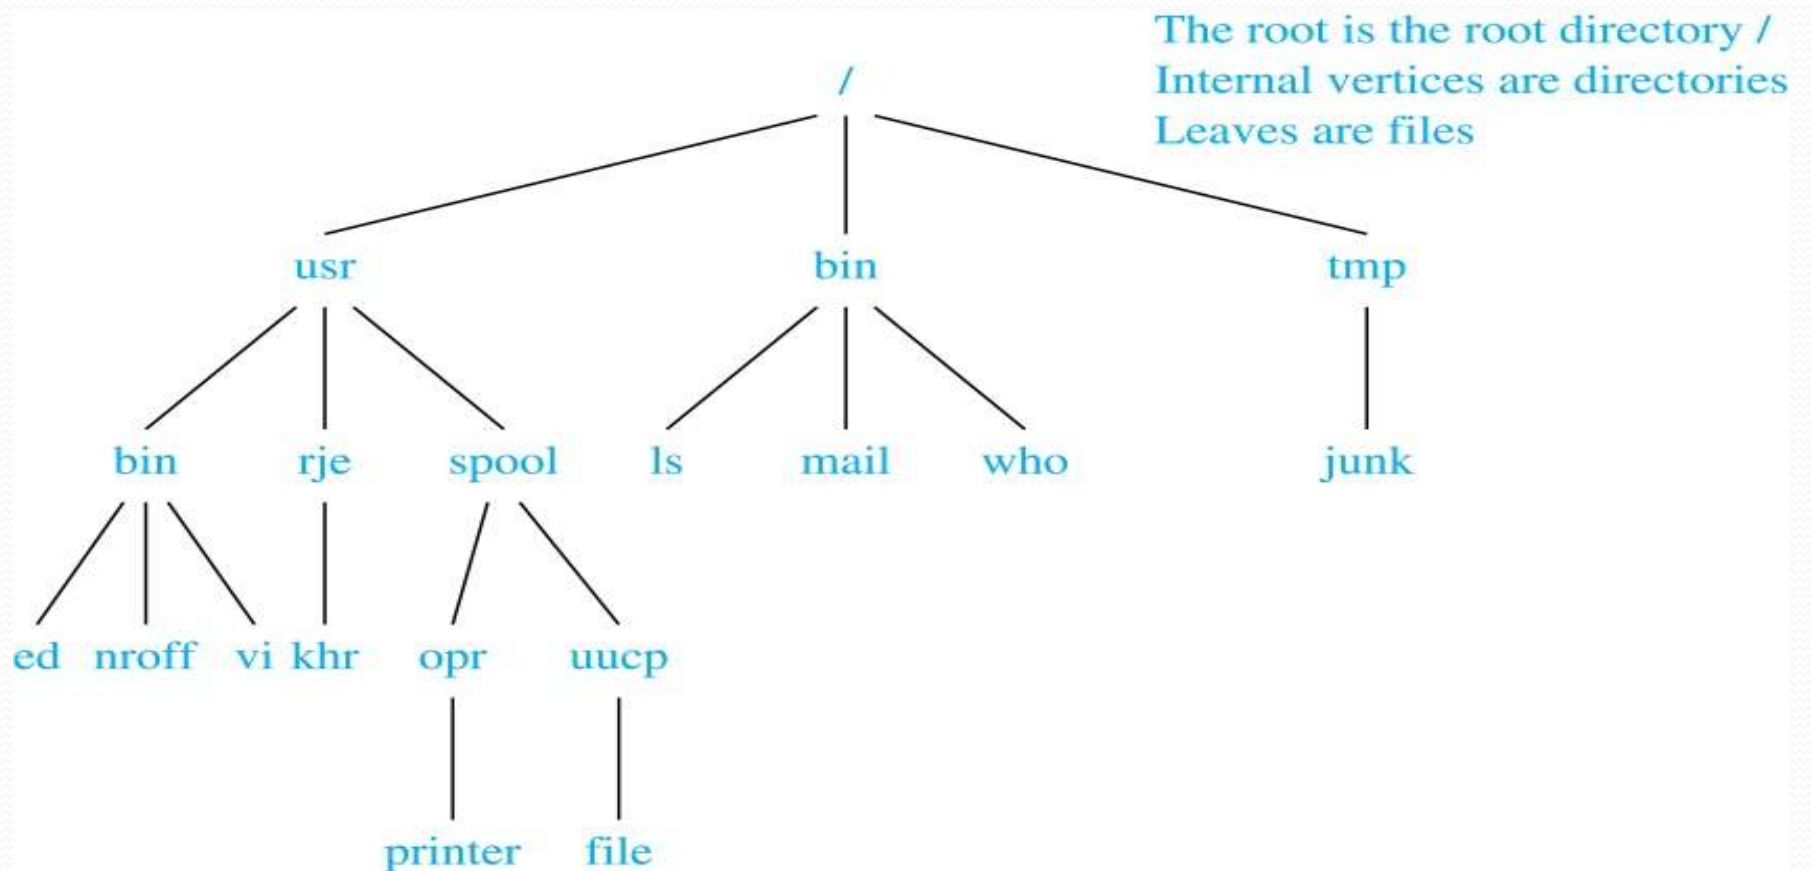 The root is the root directory /
Internal vertices are directories
Leaves are files
/
usr bin tmp
bin rje spool ls mail who junk
ed nroff vi khr opr uucp
printer file